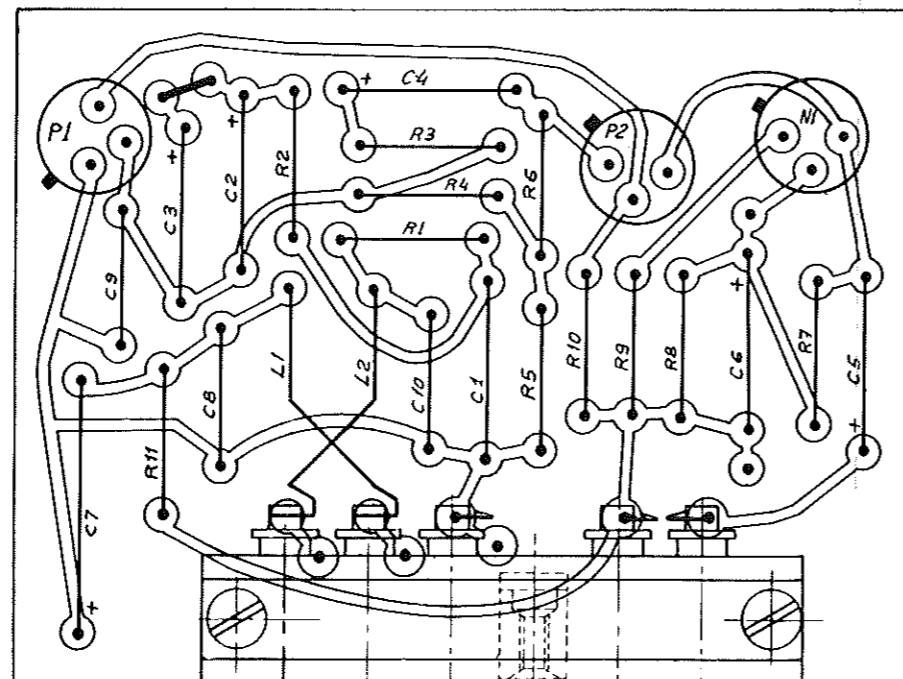 P1
C3
+
C2
+
R2
+
C4
R3
R4
R1
R6
P2
N1
C9
L1
L2
C8
C10
C1
R5
R10
R9
R8
C6
+
R7
C5
+
R11
C7
+